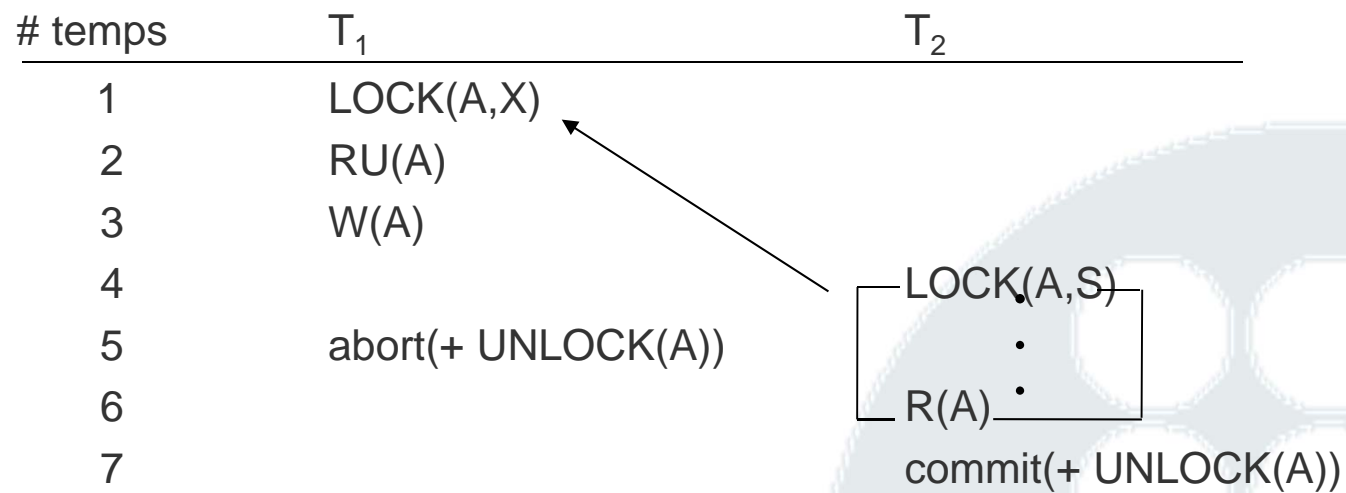 # temps T₁ T₂
1 LOCK(A,X)
2 RU(A)
3 W(A)
4 LOCK(A,S)
5 abort(+ UNLOCK(A))
6 R(A)
7 commit(+ UNLOCK(A))